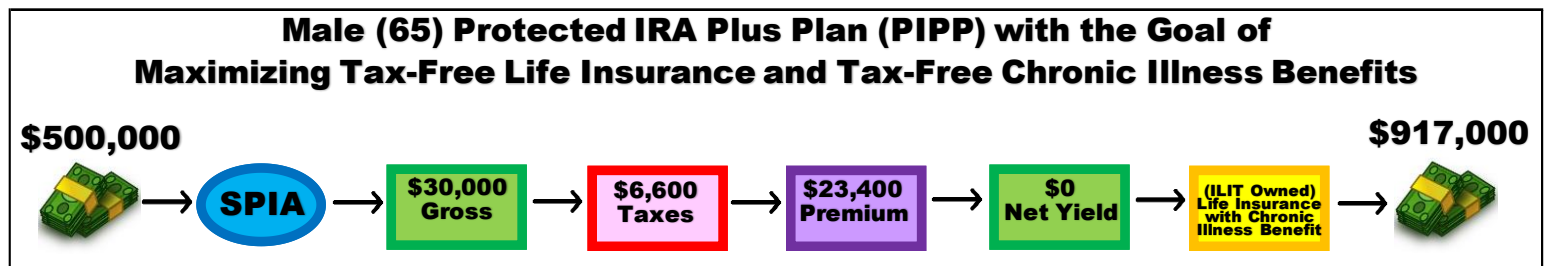 Male (65) Protected IRA Plus Plan (PIPP) with the Goal of
Maximizing Tax-Free Life Insurance and Tax-Free Chronic Illness Benefits
$500,000
SPIA
$30,000
Gross
$6,600
Taxes
$23,400
Premium
$0
Net Yield
(ILIT Owned)
Life Insurance
with Chronic
Illness Benefit
$917,000